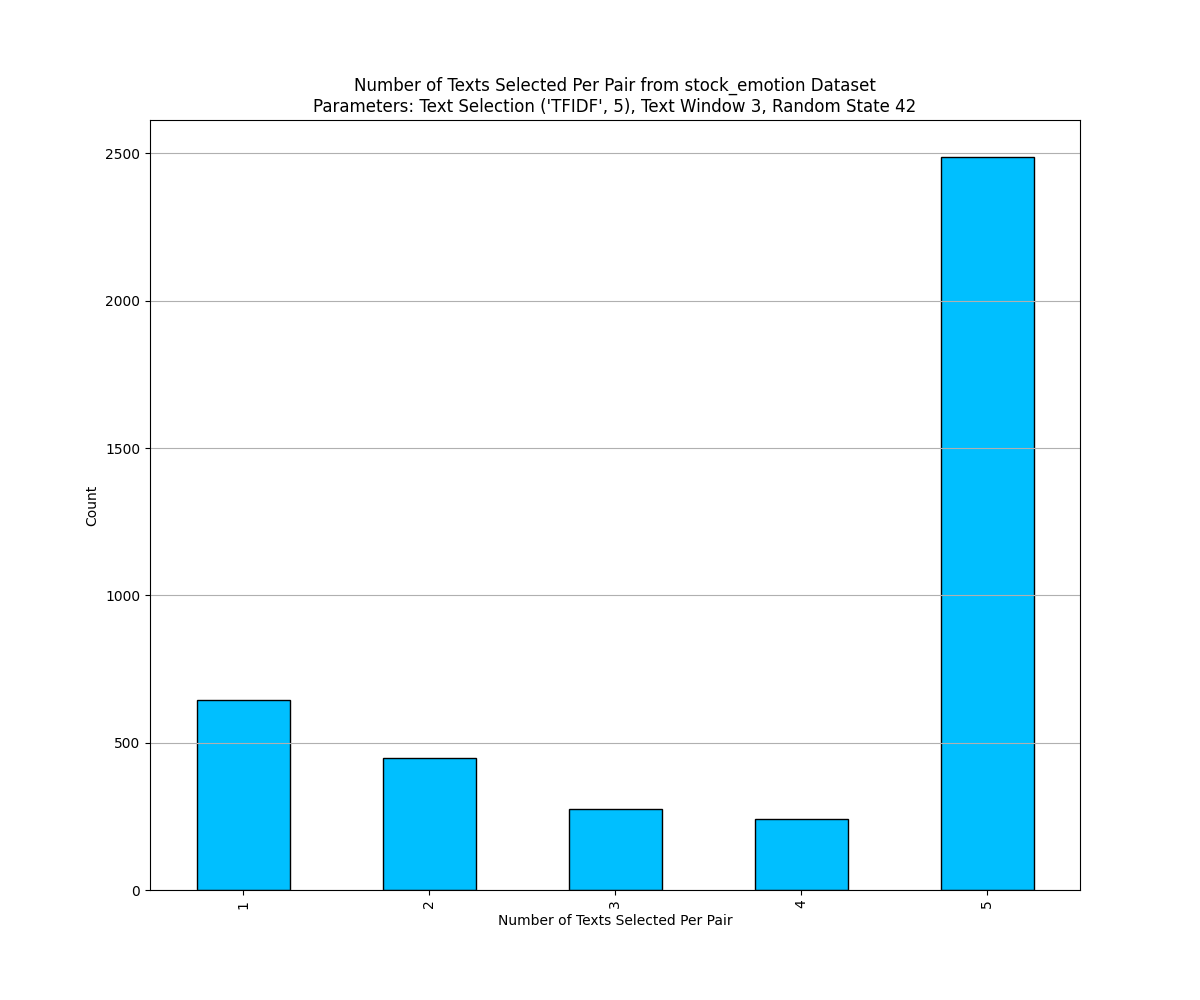 Number of Texts Selected Per Pair from stock_emotion Dataset
Parameters: Text Selection ('TFIDF', 5), Text Window 3, Random State 42
2500
2000
1500
1000
500
0
Count
1
2
3
4
5
Number of Texts Selected Per Pair